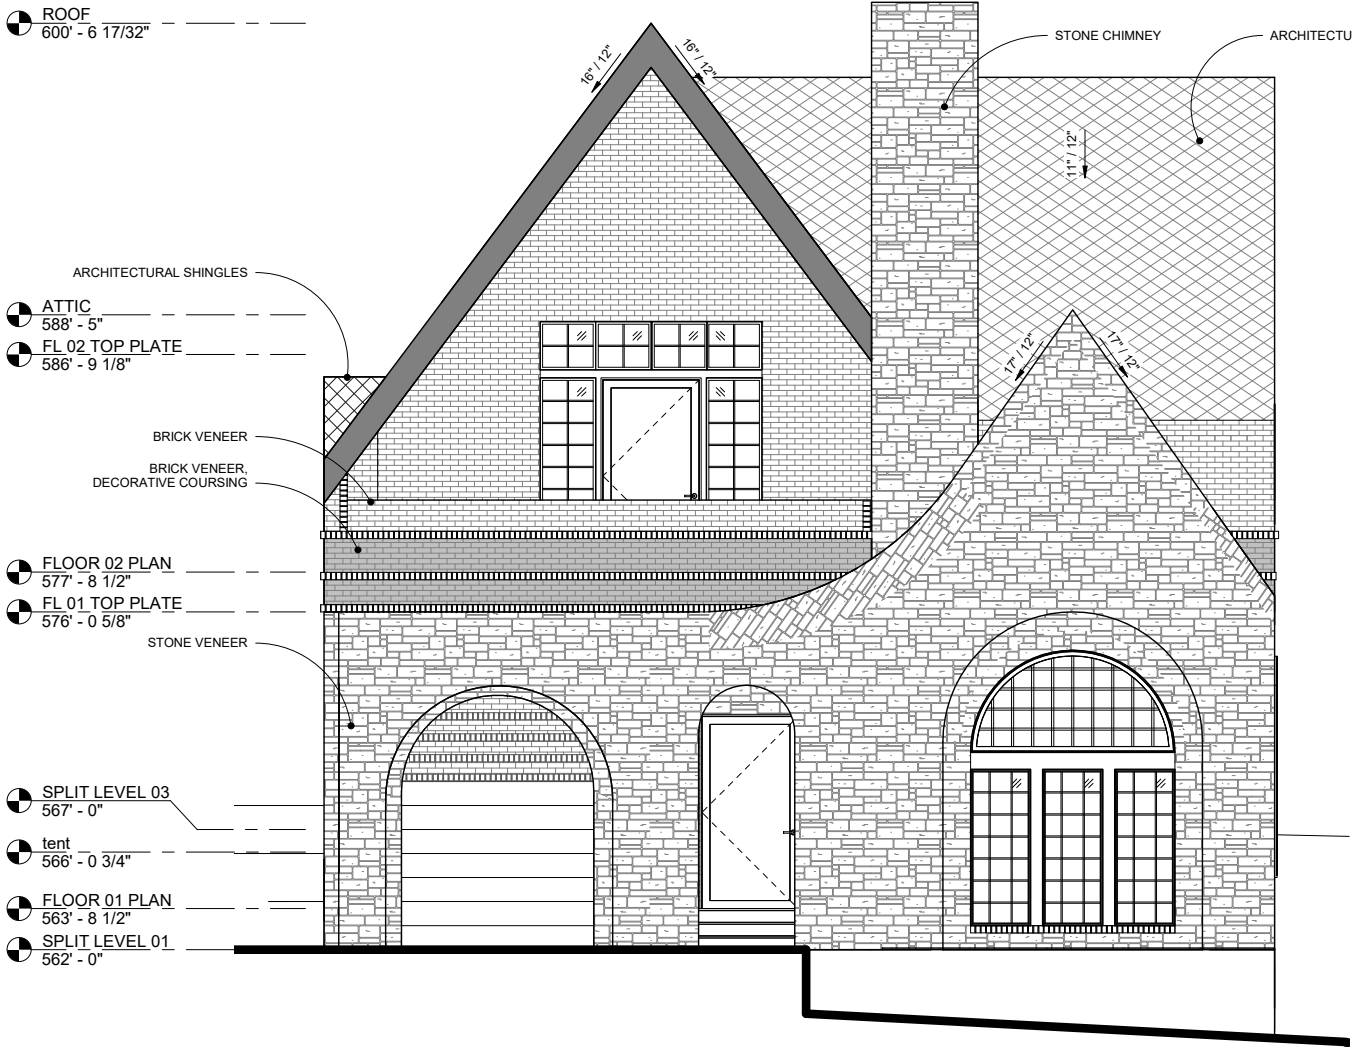 ROOF
600' - 6 17/32"
16" / 12"
16" / 12"
STONE CHIMNEY
ARCHITECTU
11" / 12"
ARCHITECTURAL SHINGLES
ATTIC
588' - 5"
FL 02 TOP PLATE
586' - 9 1/8"
17" / 12"
17" / 12"
BRICK VENEER
BRICK VENEER,
DECORATIVE COURSING
FLOOR 02 PLAN
577' - 8 1/2"
FL 01 TOP PLATE
576' - 0 5/8"
STONE VENEER
SPLIT LEVEL 03
567' - 0"
tent
566' - 0 3/4"
FLOOR 01 PLAN
563' - 8 1/2"
SPLIT LEVEL 01
562' - 0"